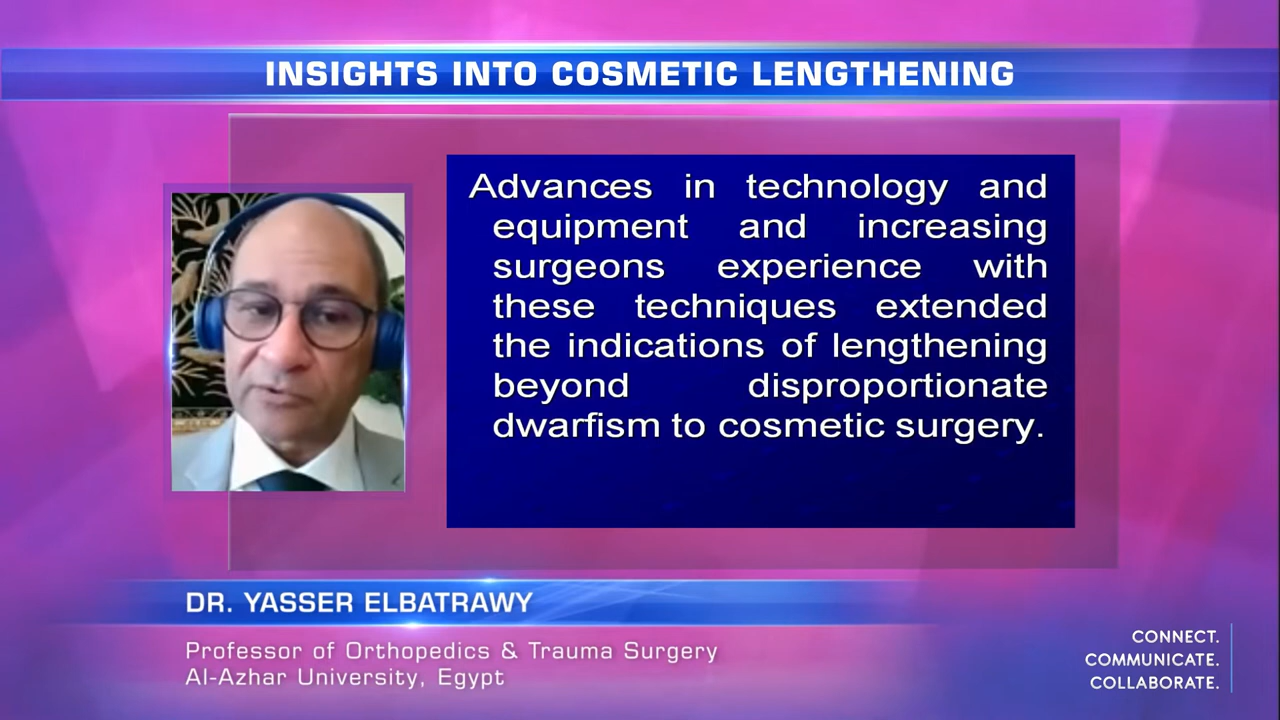 INSIGHTS INTO COSMETIC LENGTHENING
Advances in technology and
equipment and increasing
surgeons experience with
these techniques extended
the indications of lengthening
beyond disproportionate
dwarfism to cosmetic surgery.
DR. YASSER ELBATRAWY
Professor of Orthopedics & Trauma Surgery
Al-Azhar University, Egypt
CONNECT.
COMMUNICATE.
COLLABORATE.